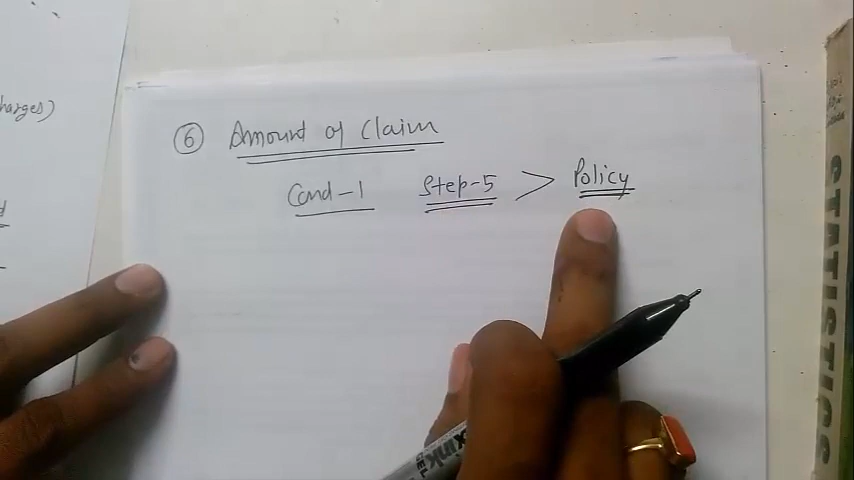 harges)
⑥ Amount of Claim
Cond-1 Step-5 > Policy
STATISTICS